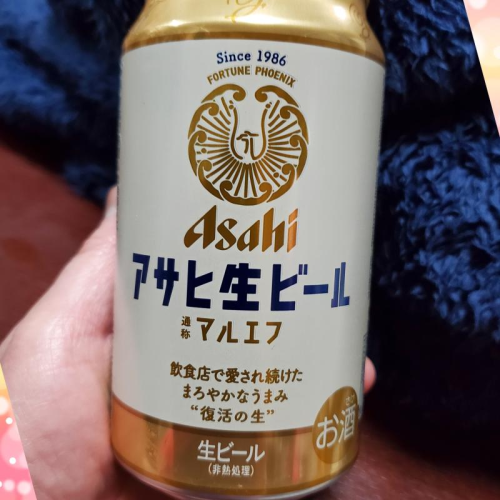 Since 1986
FORTUNE PHOENIX
Asahi
アサヒ生ビール
通称 マルエフ
飲食店で愛され続けた
まろやかなうまみ
“復活の生”
お酒
生ビール
(非熱処理)